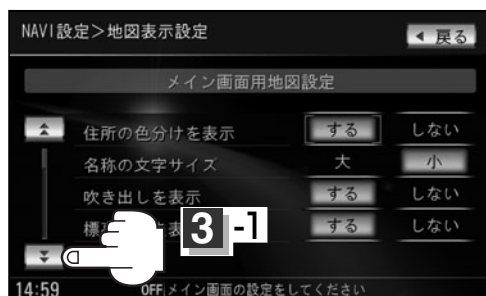 NAVI設定＞地図表示設定 戻る
メイン画面用地図設定
住所の色分けを表示 する しない
名称の文字サイズ 大 小
吹き出しを表示 する しない
標 する しない
3 -1
14:59 OFF メイン画面の設定をしてください